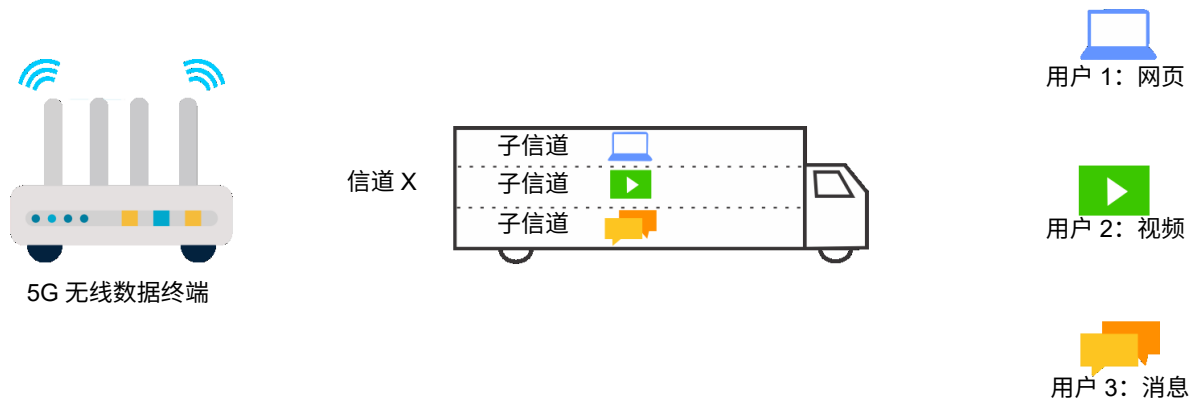 用户 1：网页
子信道
信道 X
子信道
子信道
用户 2：视频
5G 无线数据终端
用户 3：消息